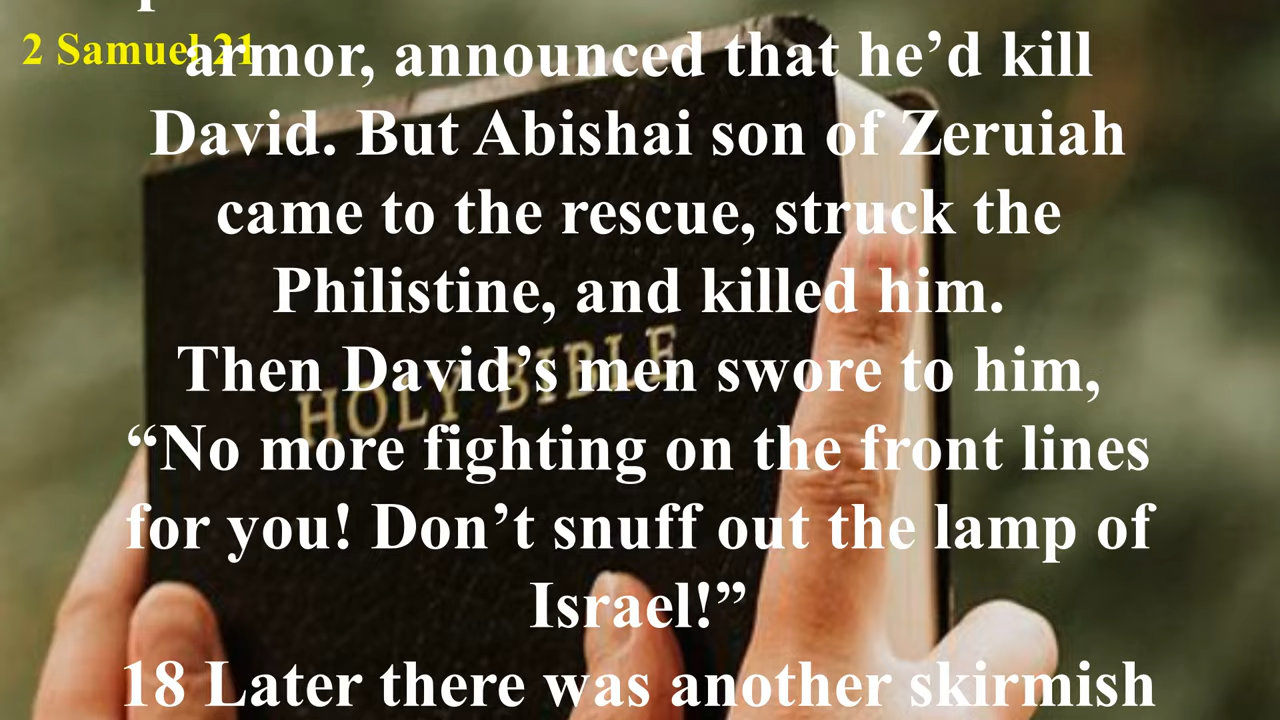 2 Samuel 21
armor, announced that he’d kill
David. But Abishai son of Zeruiah
came to the rescue, struck the
Philistine, and killed him.
Then David’s men swore to him,
“No more fighting on the front lines
for you! Don’t snuff out the lamp of
Israel!”
18 Later there was another skirmish
HOLY BIBLE